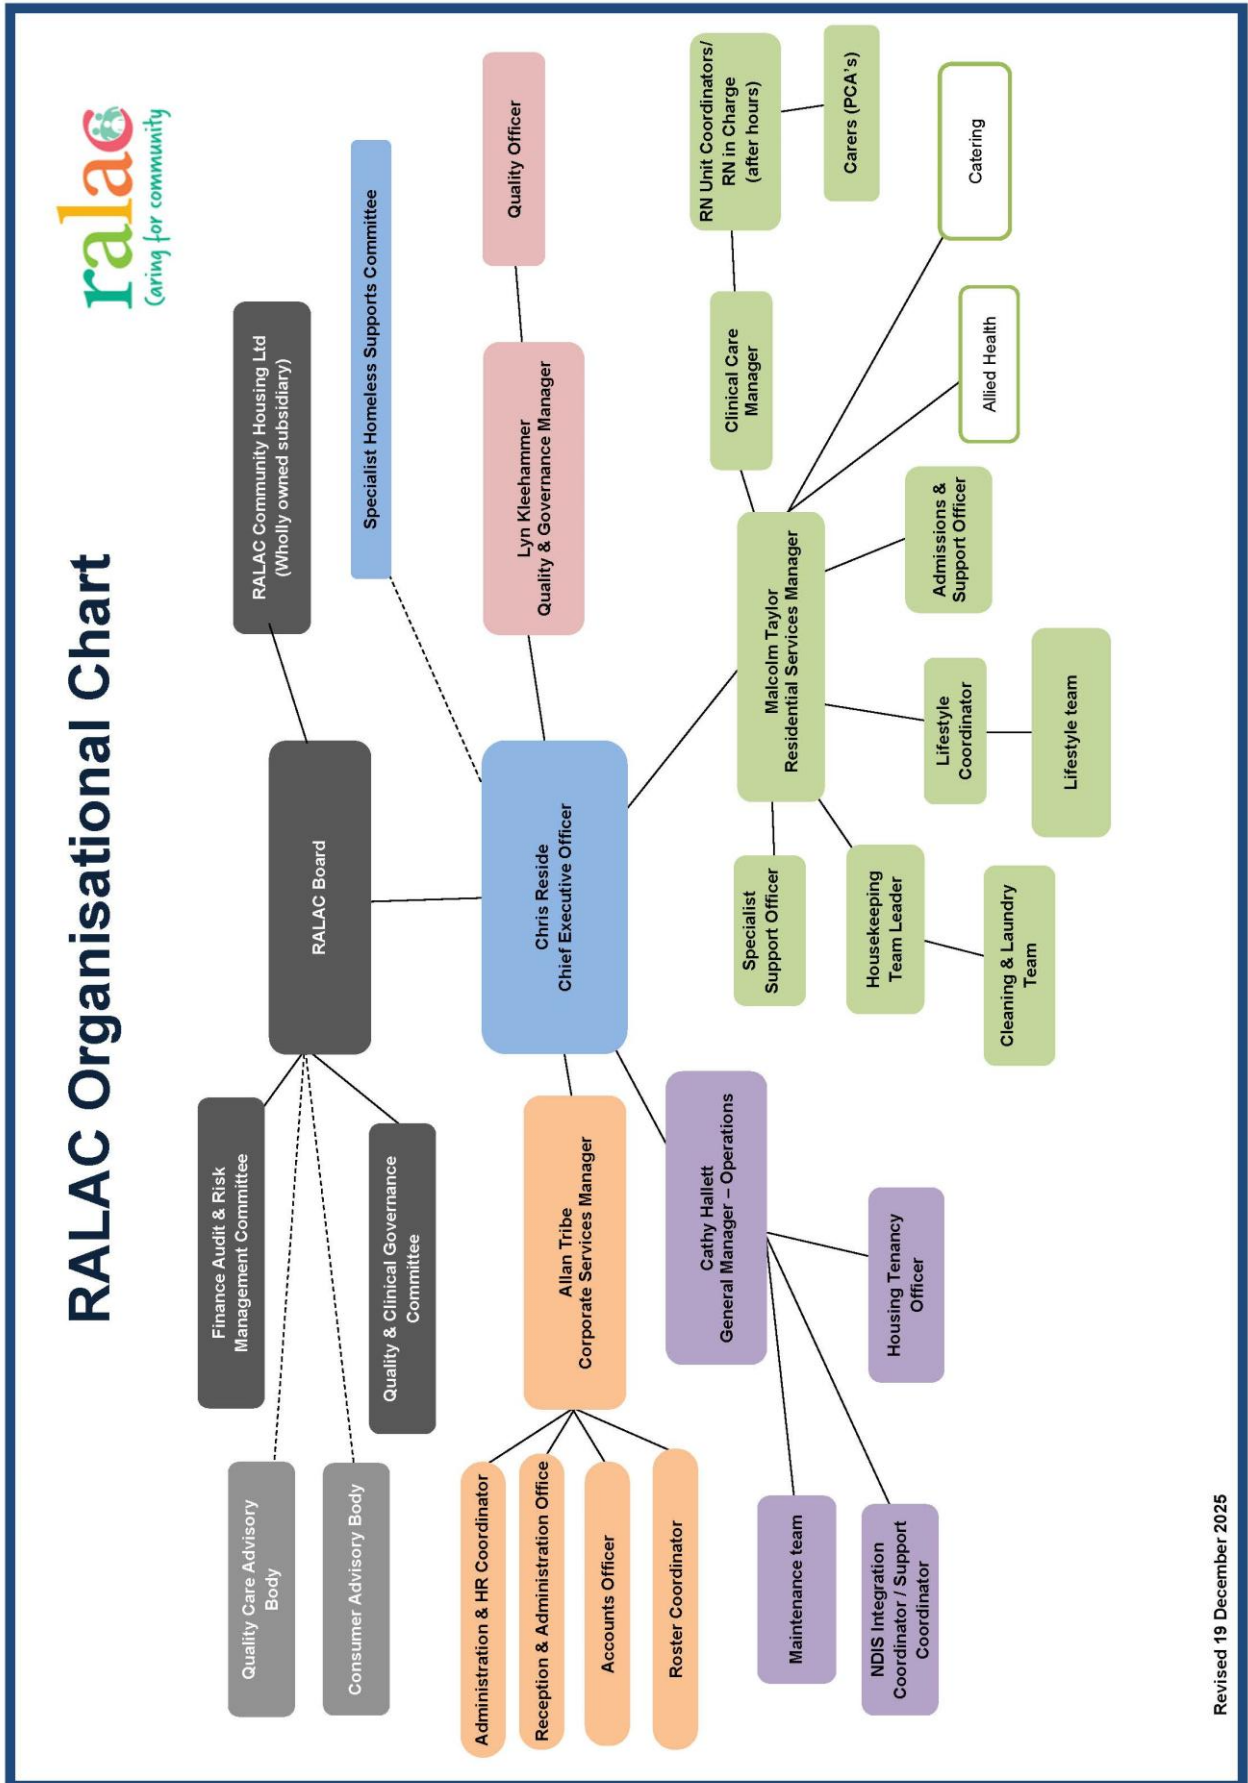 RALAC Organisational Chart
ralac
Caring for community
Quality Care Advisory
Body
Consumer Advisory Body
Finance Audit & Risk
Management Committee
Quality & Clinical Governance
Committee
RALAC Board
RALAC Community Housing Ltd
(Wholly owned subsidiary)
Specialist Homeless Supports Committee
Chris Reside
Chief Executive Officer
Lyn Kleehammer
Quality & Governance Manager
Quality Officer
Allan Tribe
Corporate Services Manager
Administration & HR Coordinator
Reception & Administration Office
Accounts Officer
Roster Coordinator
Cathy Hallett
General Manager – Operations
Maintenance team
NDIS Integration
Coordinator / Support
Coordinator
Housing Tenancy
Officer
Malcolm Taylor
Residential Services Manager
Specialist
Support Officer
Housekeeping
Team Leader
Cleaning & Laundry
Team
Lifestyle
Coordinator
Lifestyle team
Admissions &
Support Officer
Clinical Care
Manager
RN Unit Coordinators/
RN in Charge
(after hours)
Carers (PCA's)
Allied Health
Catering
Revised 19 December 2025